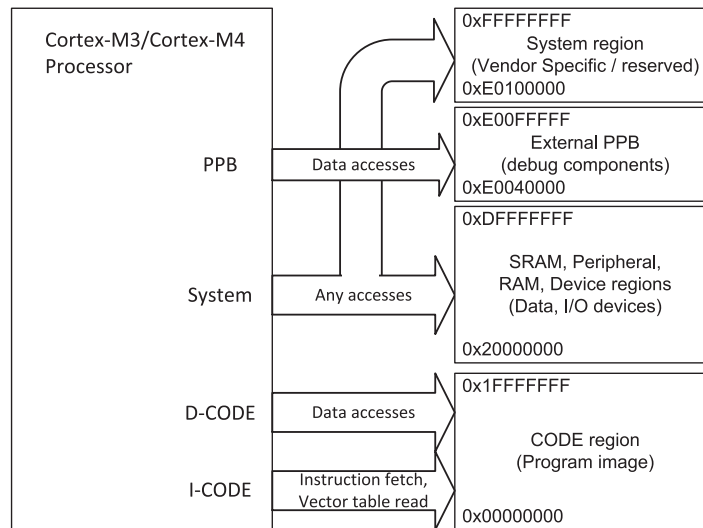 Cortex-M3/Cortex-M4
Processor
PPB
System
D-CODE
I-CODE
Data accesses
Any accesses
Data accesses
Instruction fetch,
Vector table read
0xFFFFFFFF
System region
(Vendor Specific / reserved)
0xE0100000
0xE00FFFFF
External PPB
(debug components)
0xE0040000
0xDFFFFFFF
SRAM, Peripheral,
RAM, Device regions
(Data, I/O devices)
0x20000000
0x1FFFFFFF
CODE region
(Program image)
0x00000000